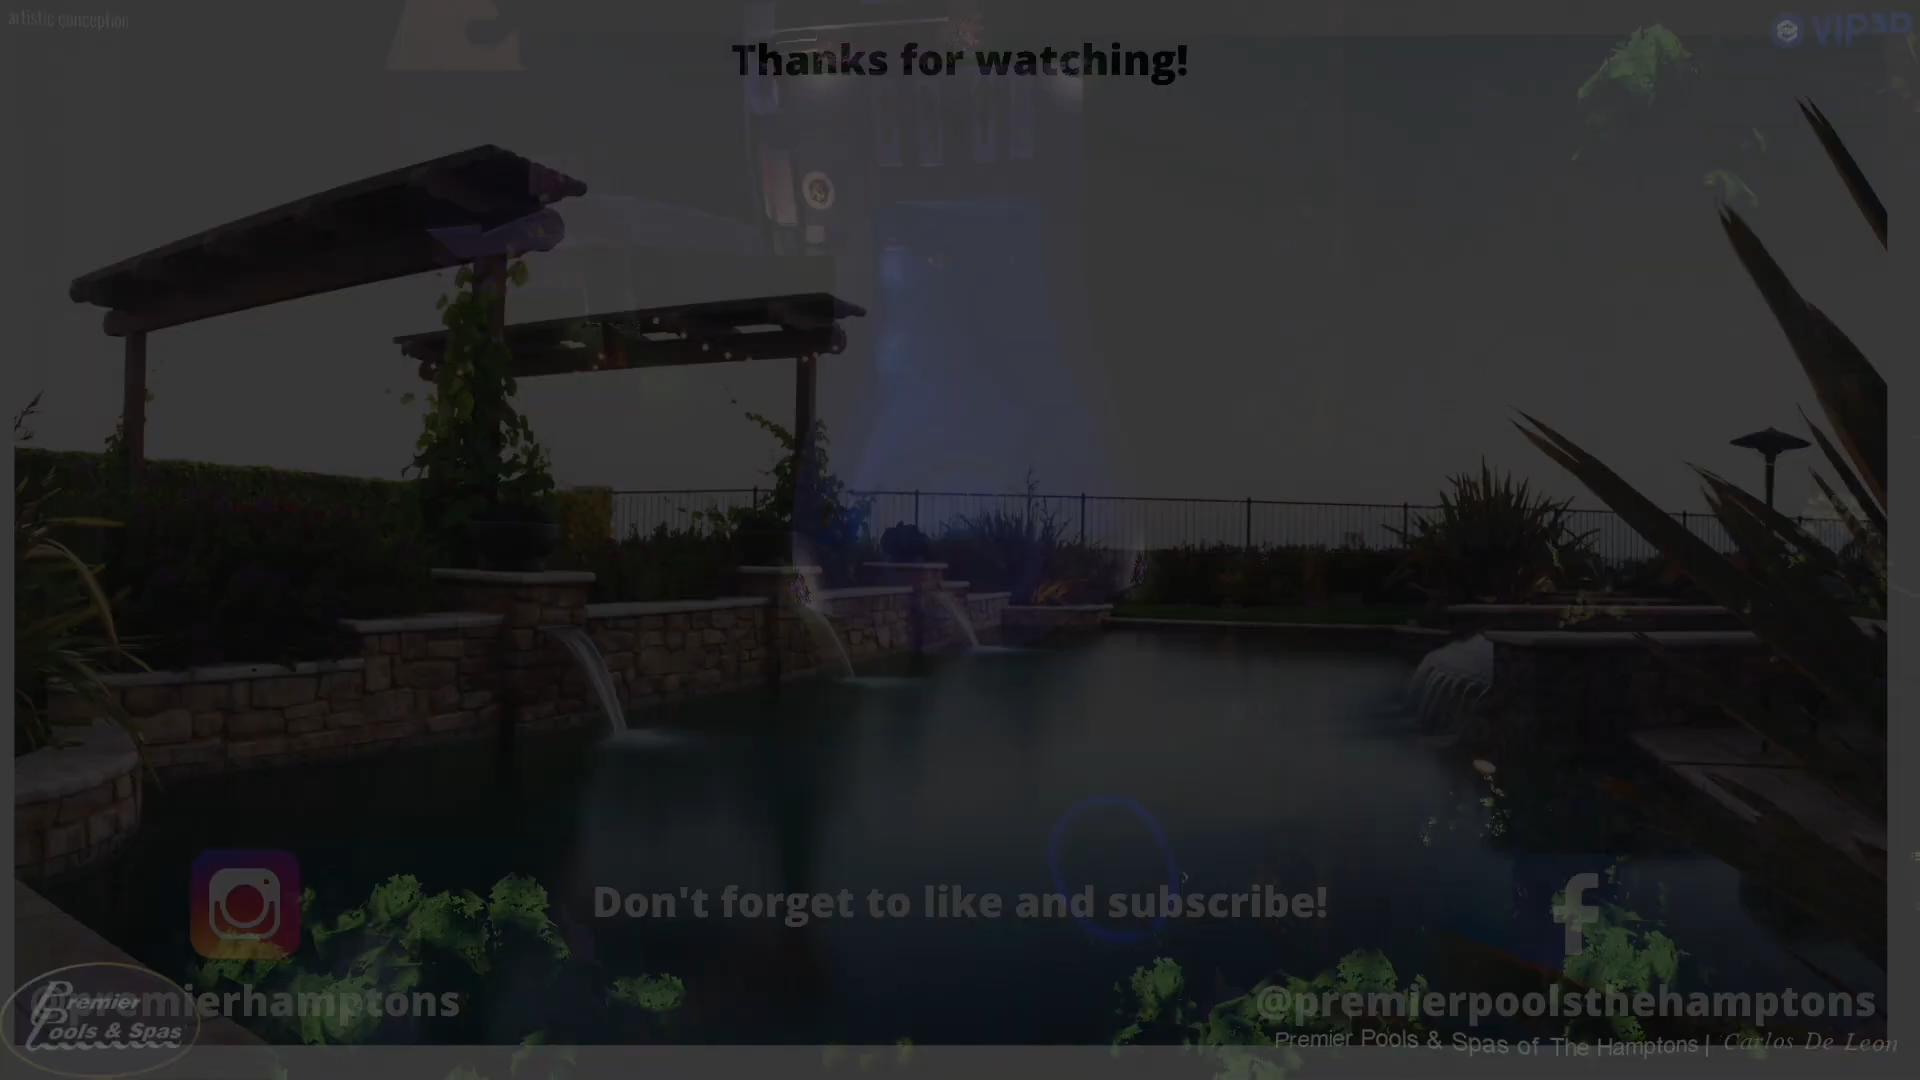 artistic conception
VIP3D
Thanks for watching!
Don't forget to like and subscribe!
@premierhamptons
@premierpoolsthehamptons
Premier
Pools & Spas
Premier Pools & Spas of The Hamptons | Carlos De Leon